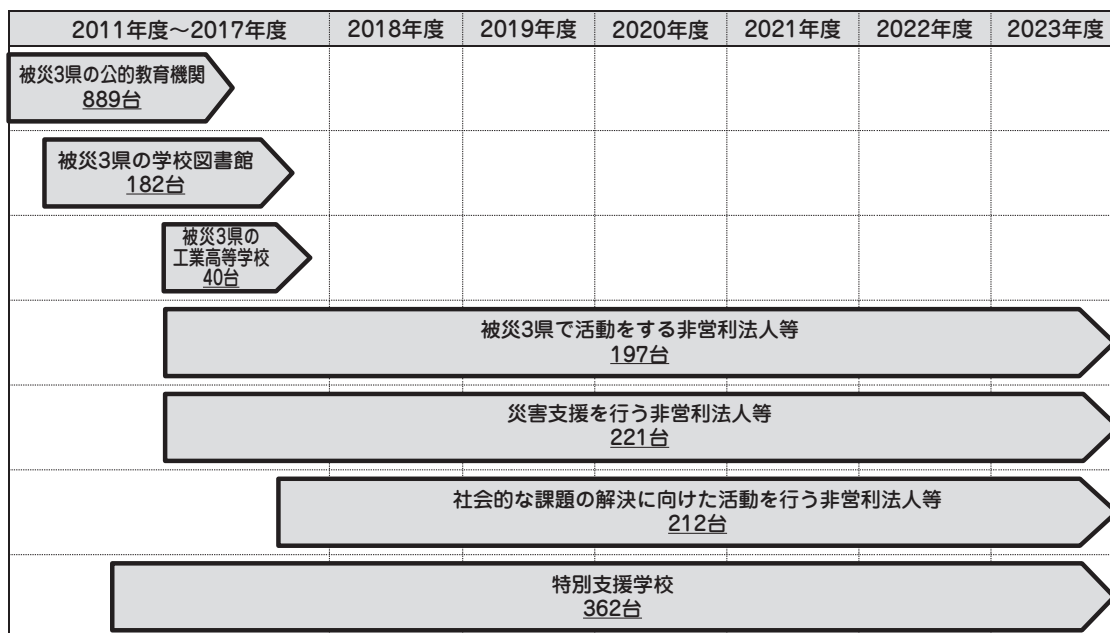 2011年度~2017年度 2018年度 2019年度 2020年度 2021年度 2022年度 2023年度
被災3県の公的教育機関
889台
被災3県の学校図書館
182台
被災3県の
工業高等学校
40台
被災3県で活動をする非営利法人等
197台
災害支援を行う非営利法人等
221台
社会的な課題の解決に向けた活動を行う非営利法人等
212台
特別支援学校
362台